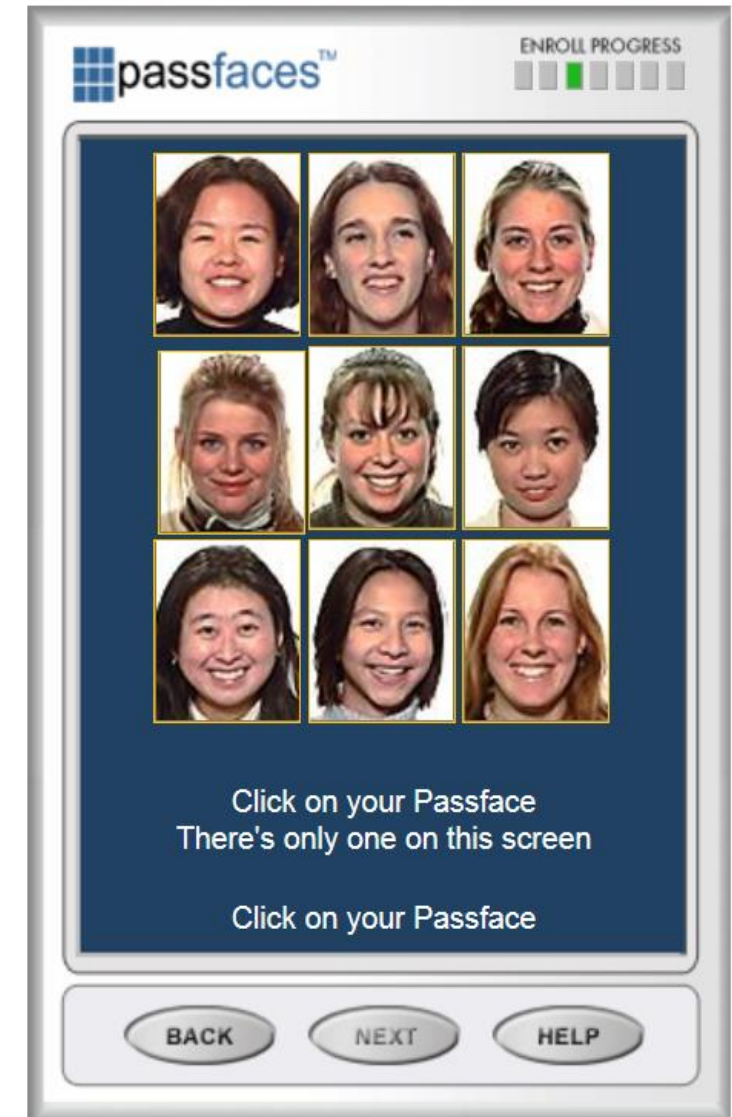 passfaces™
ENROLL PROGRESS
Click on your Passface
There's only one on this screen
Click on your Passface
BACK
NEXT
HELP